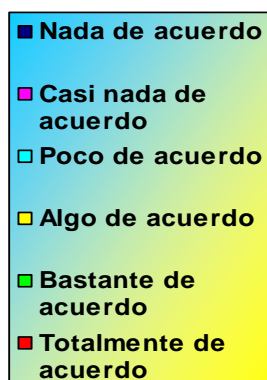 Nada de acuerdo
Casi nada de
acuerdo
Poco de acuerdo
Algo de acuerdo
Bastante de
acuerdo
Totalmente de
acuerdo